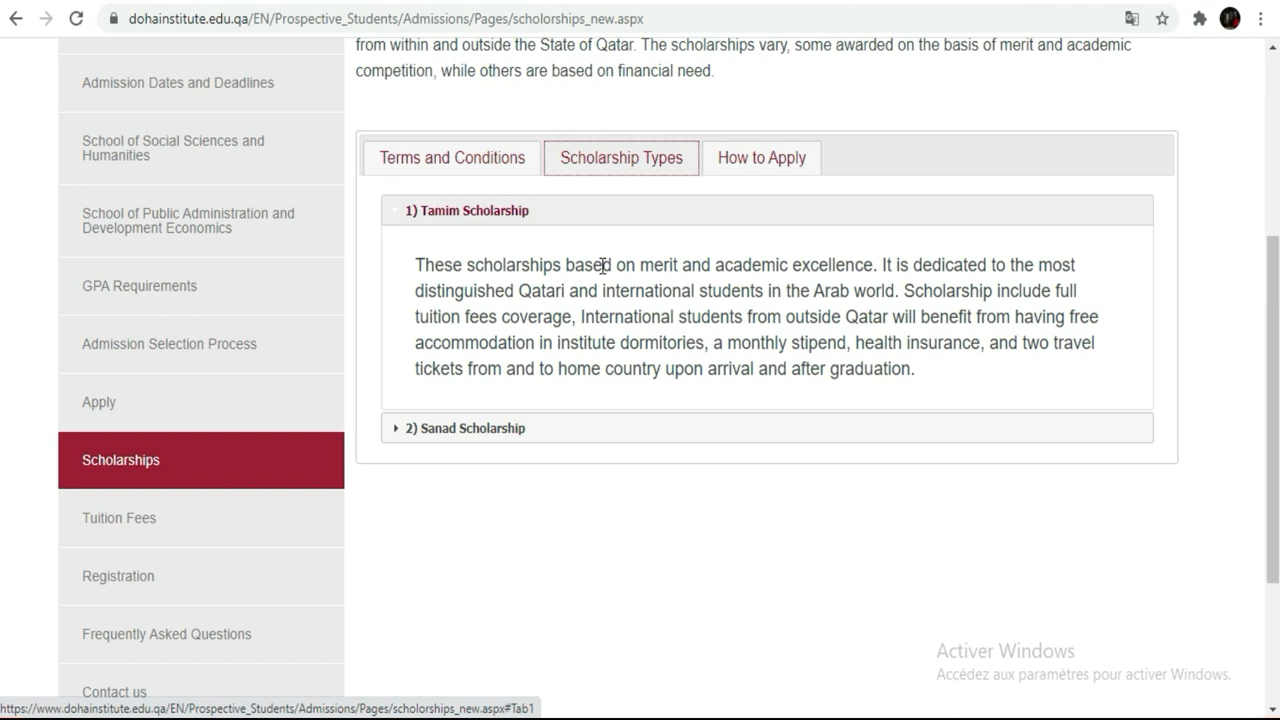 dohainstitute.edu.qa/EN/Prospective_Students/Admissions/Pages/scholorships_new.aspx
from within and outside the State of Qatar. The scholarships vary, some awarded on the basis of merit and academic
competition, while others are based on financial need.
Admission Dates and Deadlines
School of Social Sciences and
Humanities
School of Public Administration and
Development Economics
GPA Requirements
Admission Selection Process
Apply
Scholarships
Tuition Fees
Registration
Frequently Asked Questions
Contact us
Terms and Conditions
Scholarship Types
How to Apply
1) Tamim Scholarship
These scholarships based on merit and academic excellence. It is dedicated to the most
distinguished Qatari and international students in the Arab world. Scholarship include full
tuition fees coverage, International students from outside Qatar will benefit from having free
accommodation in institute dormitories, a monthly stipend, health insurance, and two travel
tickets from and to home country upon arrival and after graduation.
2) Sanad Scholarship
Activer Windows
Accédez aux paramètres pour activer Windows.
https://www.dohainstitute.edu.qa/EN/Prospective_Students/Admissions/Pages/scholorships_new.aspx#Tab1